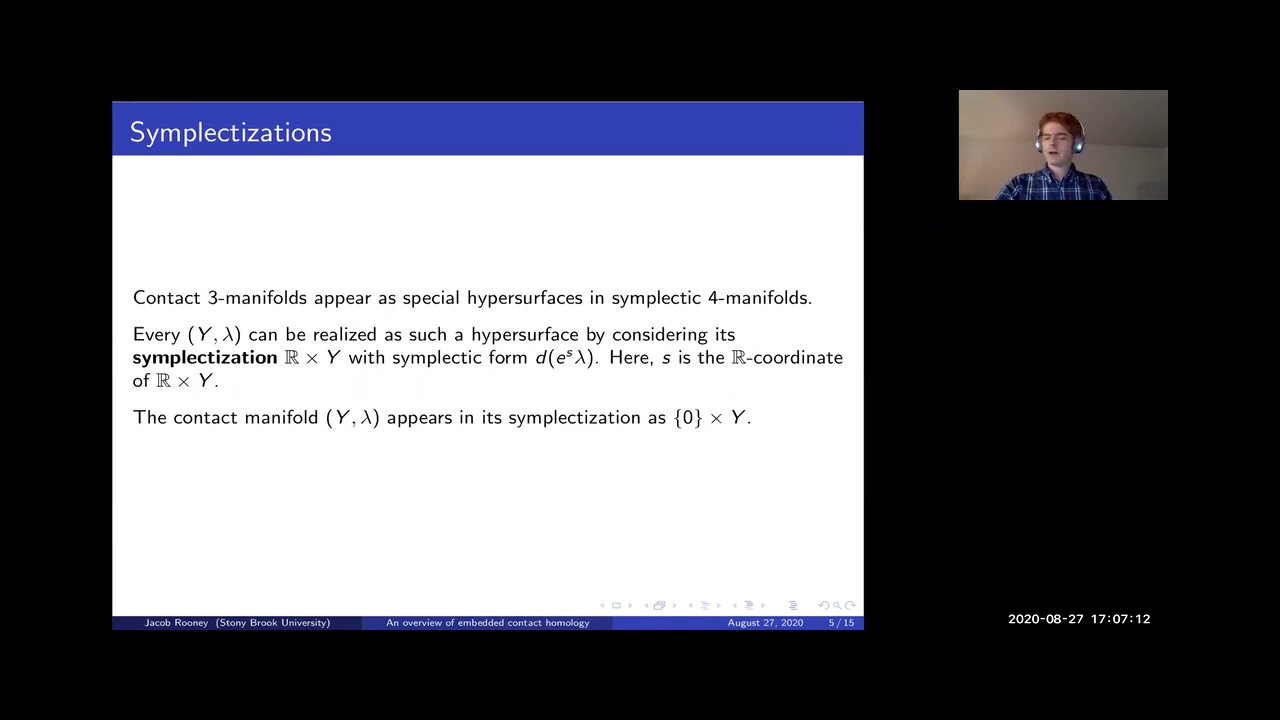 Symplectizations
Contact 3-manifolds appear as special hypersurfaces in symplectic 4-manifolds.
Every (Y, λ) can be realized as such a hypersurface by considering its
symplectization ℝ × Y with symplectic form d(eˢλ). Here, s is the ℝ-coordinate
of ℝ × Y.
The contact manifold (Y, λ) appears in its symplectization as {0} × Y.
Jacob Rooney (Stony Brook University)
An overview of embedded contact homology
August 27, 2020
5 / 15
2020-08-27 17:07:12